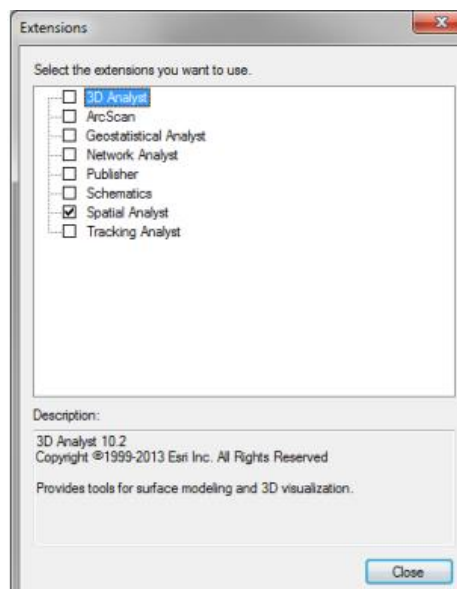 Extensions
Select the extensions you want to use.
3D Analyst
ArcScan
Geostatistical Analyst
Network Analyst
Publisher
Schematics
Spatial Analyst
Tracking Analyst
Description:
3D Analyst 10.2
Copyright ©1999-2013 Esri Inc. All Rights Reserved
Provides tools for surface modeling and 3D visualization.
Close